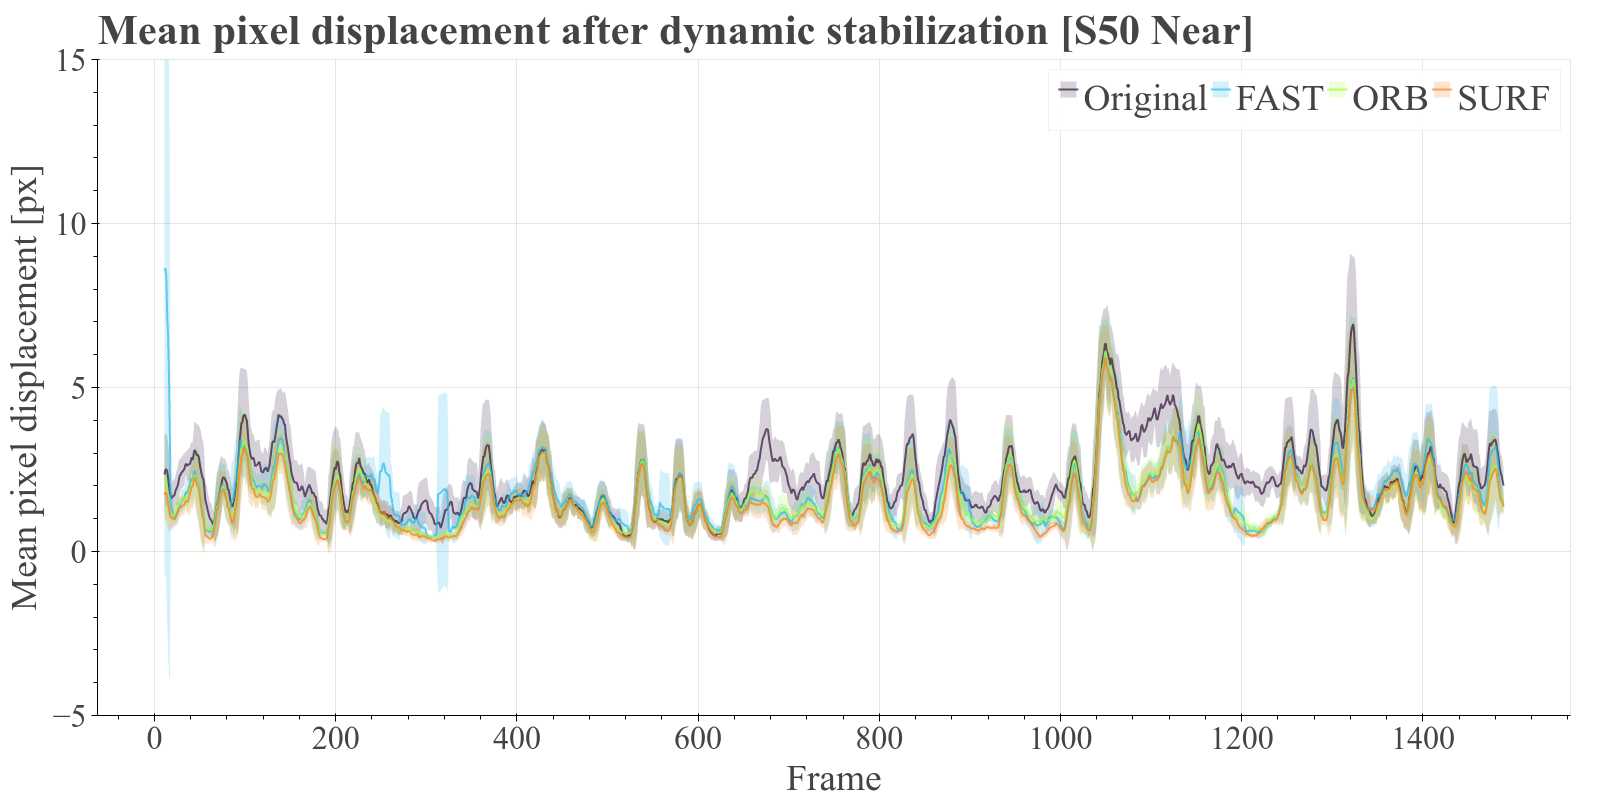 Mean pixel displacement after dynamic stabilization [S50 Near]
Mean pixel displacement [px]
15
10
5
0
−5
Original FAST ORB SURF
0 200 400 600 800 1000 1200 1400
Frame